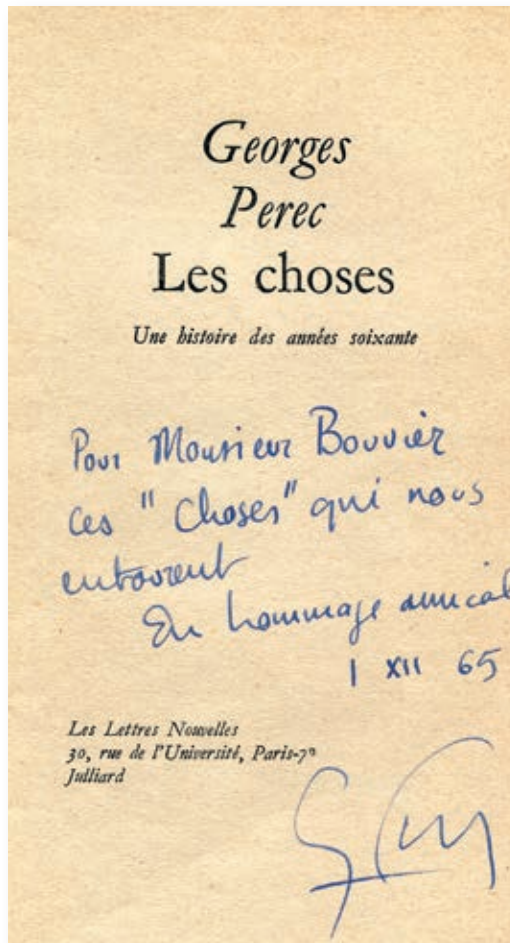 Georges
Perec
Les choses
Une histoire des années soixante
Pour Monsieur Bouvier
ces "Choses" qui nous
entourent
En hommage amical
1 XII 65
Les Lettres Nouvelles
30, rue de l'Université, Paris-7e
Julliard